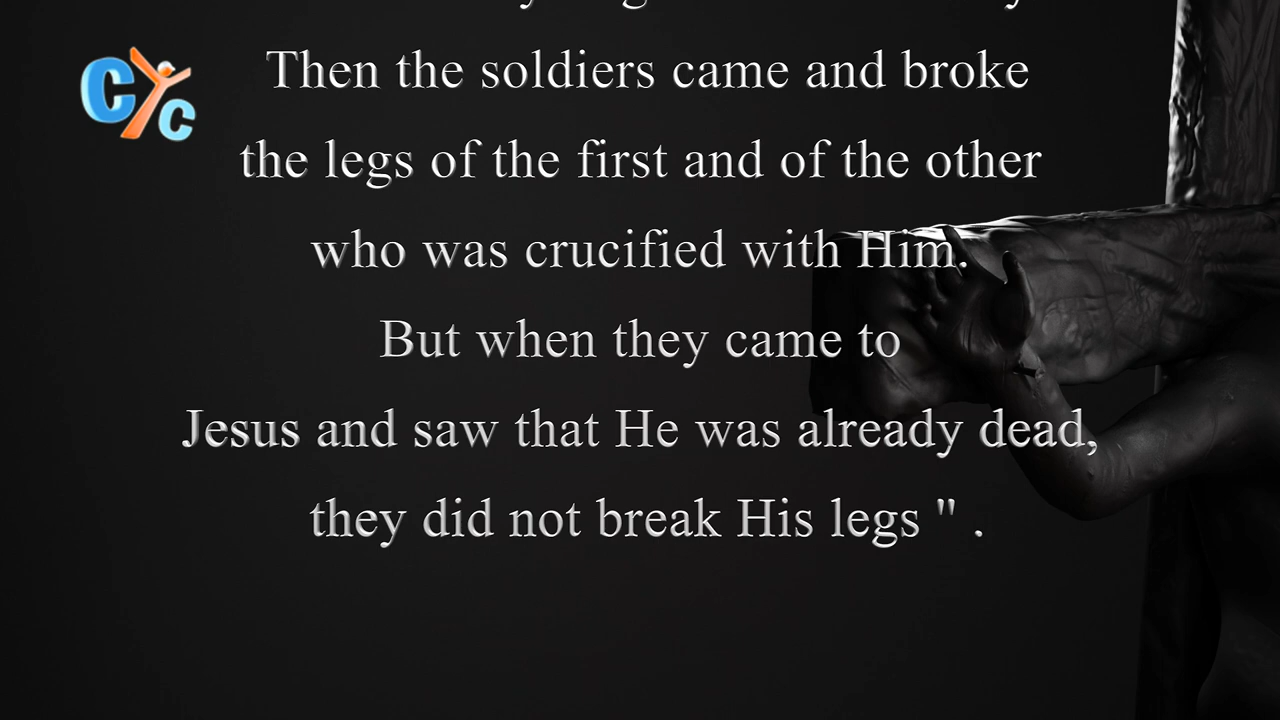 CYC
Then the soldiers came and broke
the legs of the first and of the other
who was crucified with Him.
But when they came to
Jesus and saw that He was already dead,
they did not break His legs " .